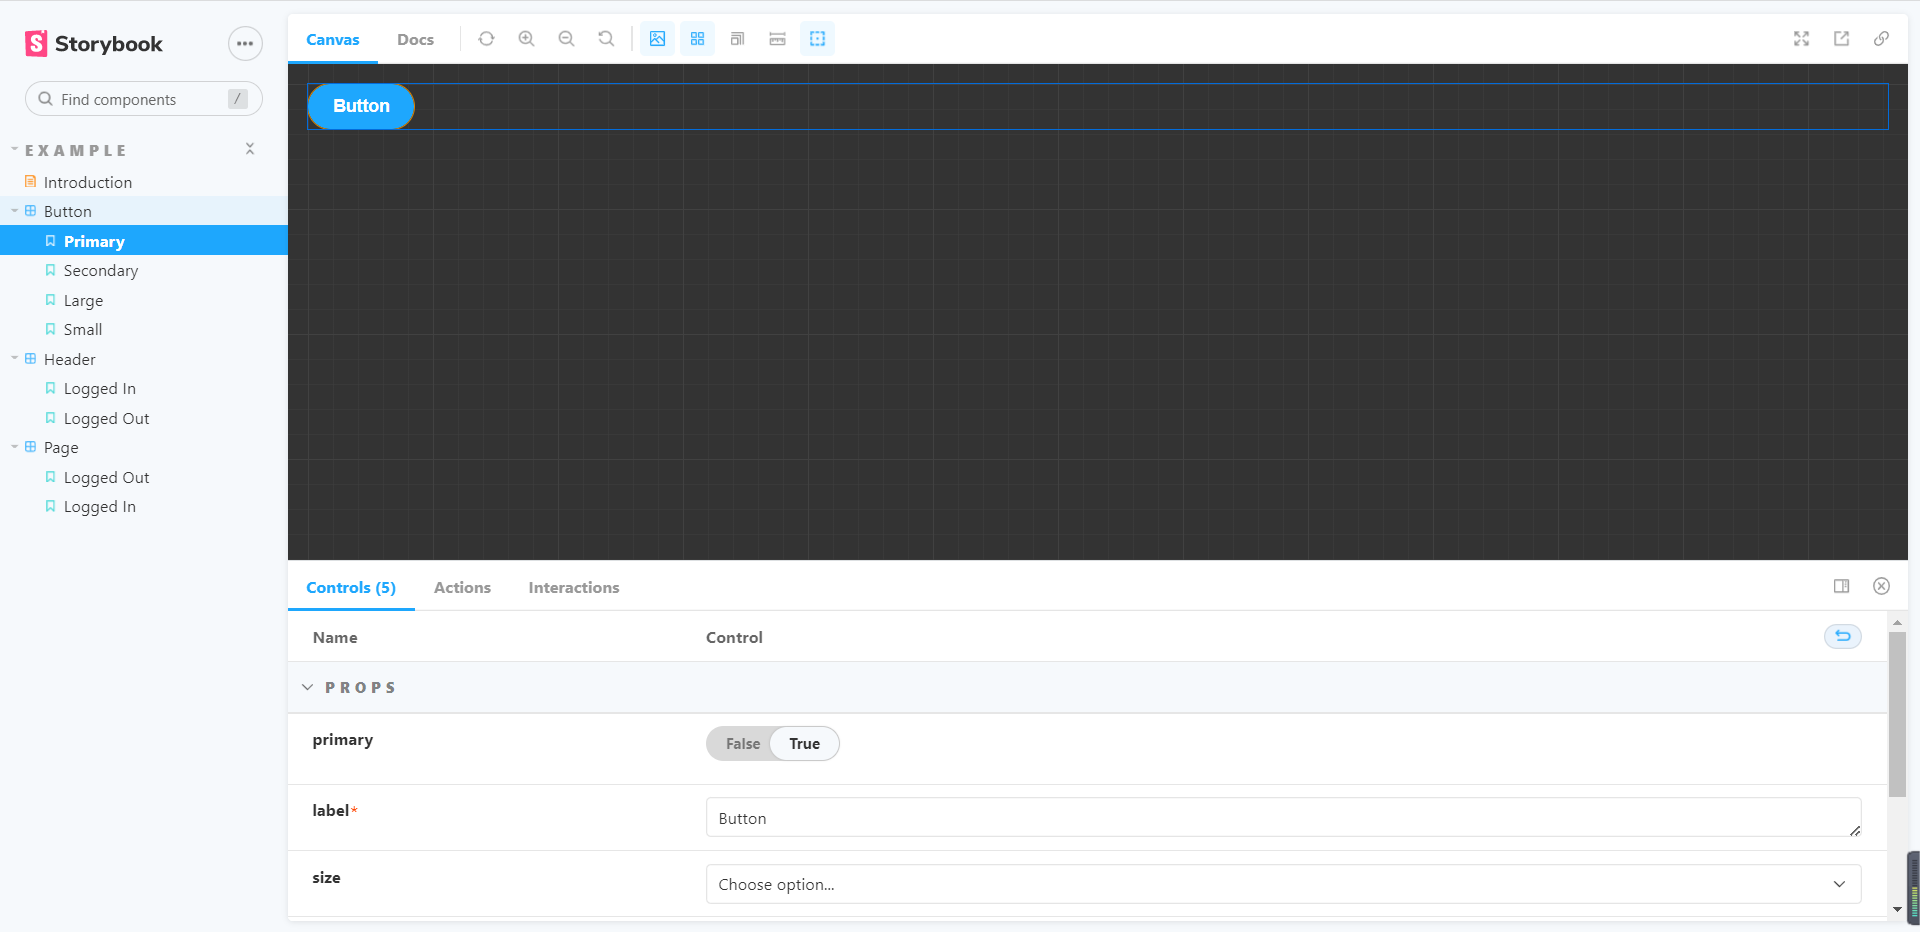 Storybook
Find components
/
EXAMPLE
Introduction
Button
Primary
Secondary
Large
Small
Header
Logged In
Logged Out
Page
Logged Out
Logged In
Canvas
Docs
Button
Controls (5)
Actions
Interactions
Name
Control
PROPS
primary
False
True
label*
Button
size
Choose option...